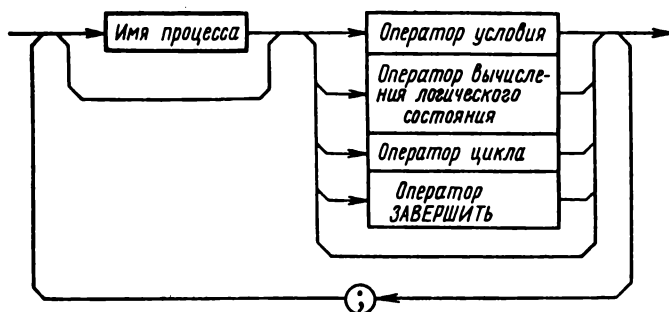 Имя процесса
Оператор условия
Оператор вычисле-
ния логического
состояния
Оператор цикла
Оператор
ЗАВЕРШИТЬ
;